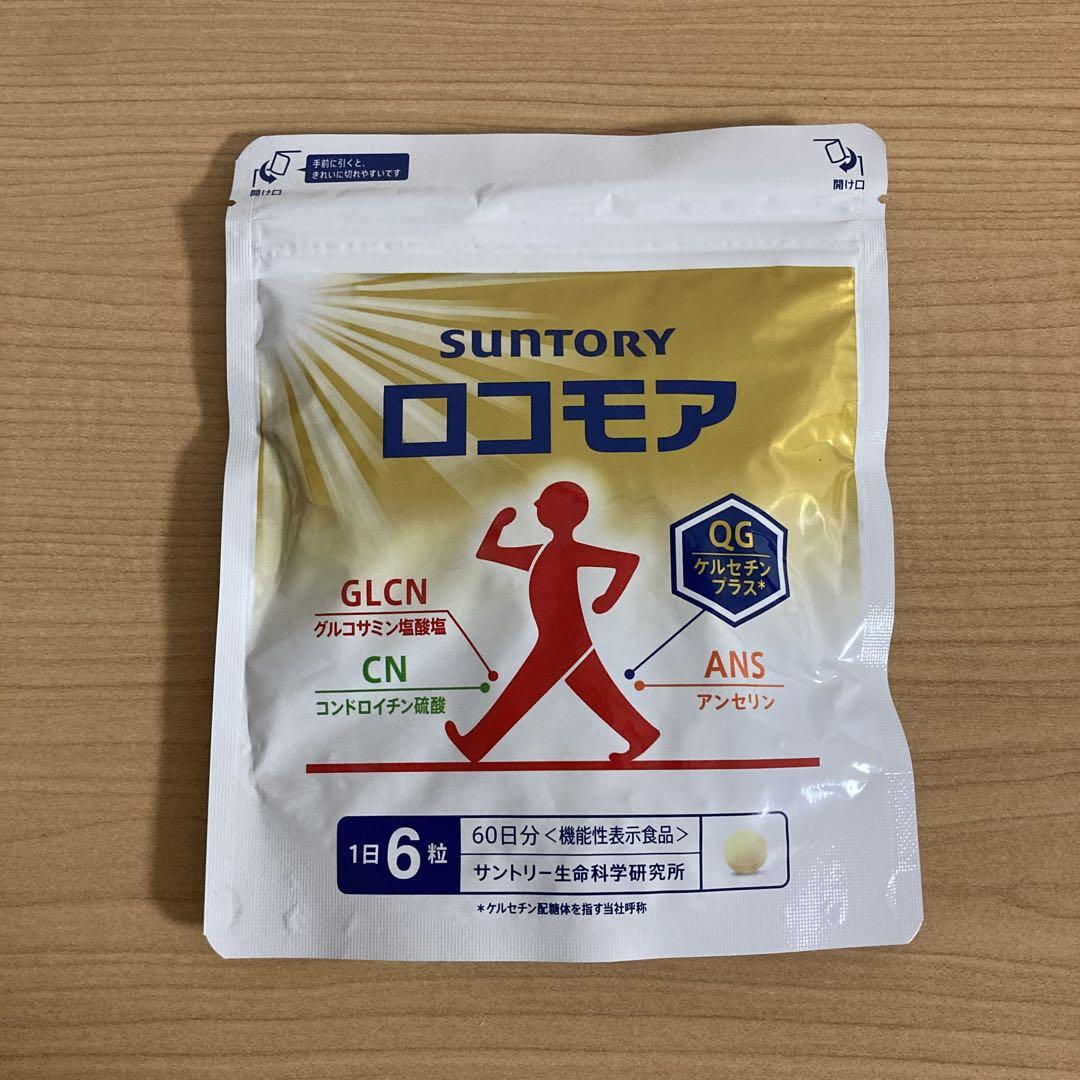 手前に引くと、
きれいに切れやすいです
開け口
開け口
SUNTORY
ロコモア
QG
ケルセチン
プラス*
GLCN
グルコサミン塩酸塩
CN
コンドロイチン硫酸
ANS
アンセリン
1日6粒
60日分<機能性表示食品>
サントリー生命科学研究所
*ケルセチン配糖体を指す当社呼称